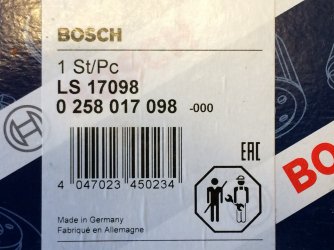 BOSCH
1 St/Pc
LS 17098
0 258 017 098 -000
EAC
4 047023 450234
Made in Germany
Fabriqué en Allemagne
BO